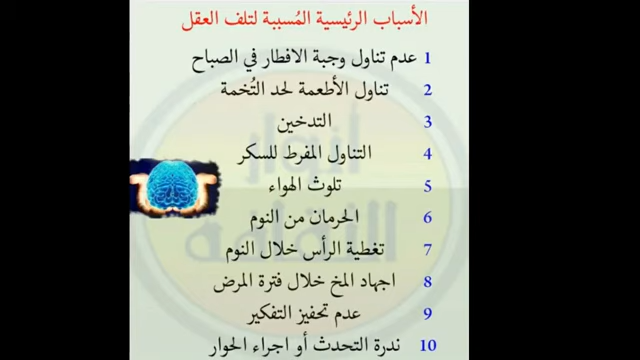 الأسباب الرئيسية المُسببة لتلف العقل
1 عدم تناول وجبة الافطار في الصباح
2 تناول الأطعمة لحد التُخمة
3 التدخين
4 التناول المفرط للسكر
5 تلوث الهواء
6 الحرمان من النوم
7 تغطية الرأس خلال النوم
8 اجهاد المخ خلال فترة المرض
9 عدم تحفيز التفكير
10 ندرة التحدث أو اجراء الحوار
أنوار
الثقافة